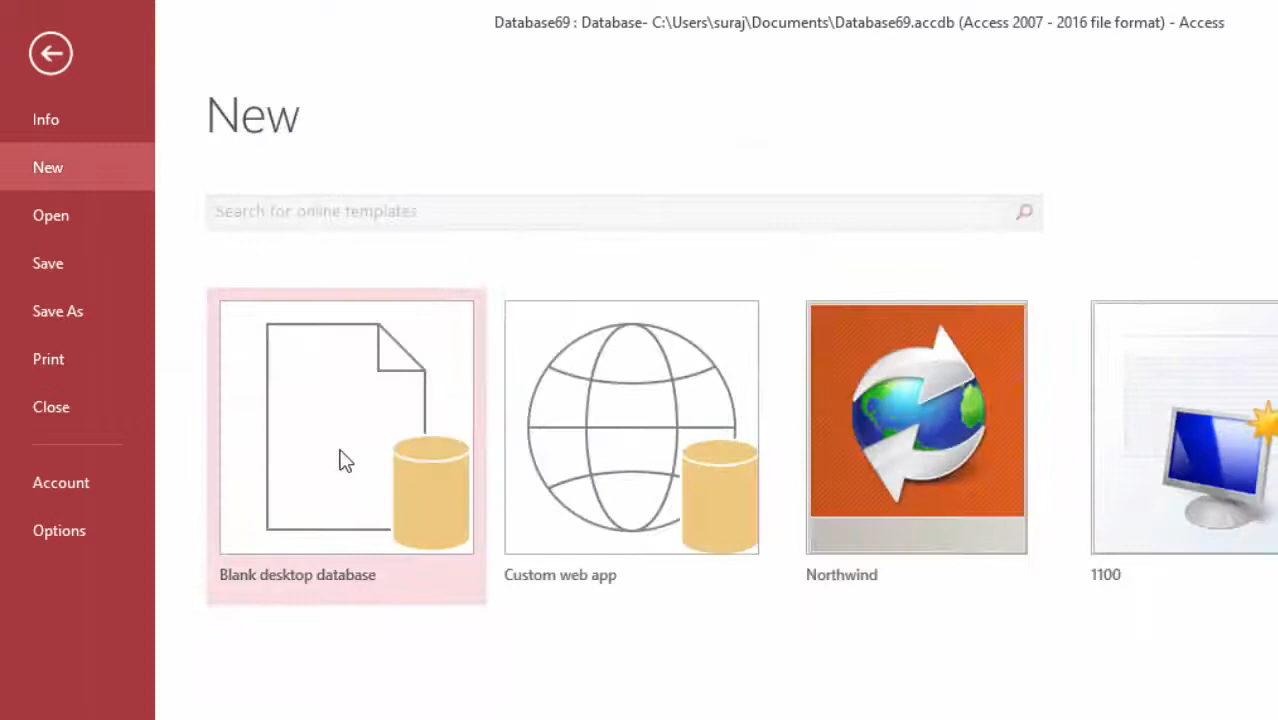 Database69 : Database- C:\Users\suraj\Documents\Database69.accdb (Access 2007 - 2016 file format) - Access
Info
New
Open
Save
Save As
Print
Close
Account
Options
New
Search for online templates
Blank desktop database
Custom web app
Northwind
1100